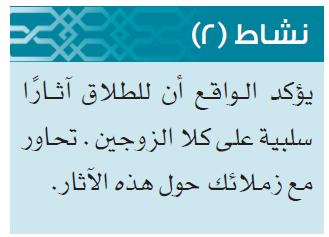 نشاط (٢)
يؤكد الواقع أن للطلاق آثارًا
سلبية على كلا الزوجين. تحاور
مع زملائك حول هذه الآثار.